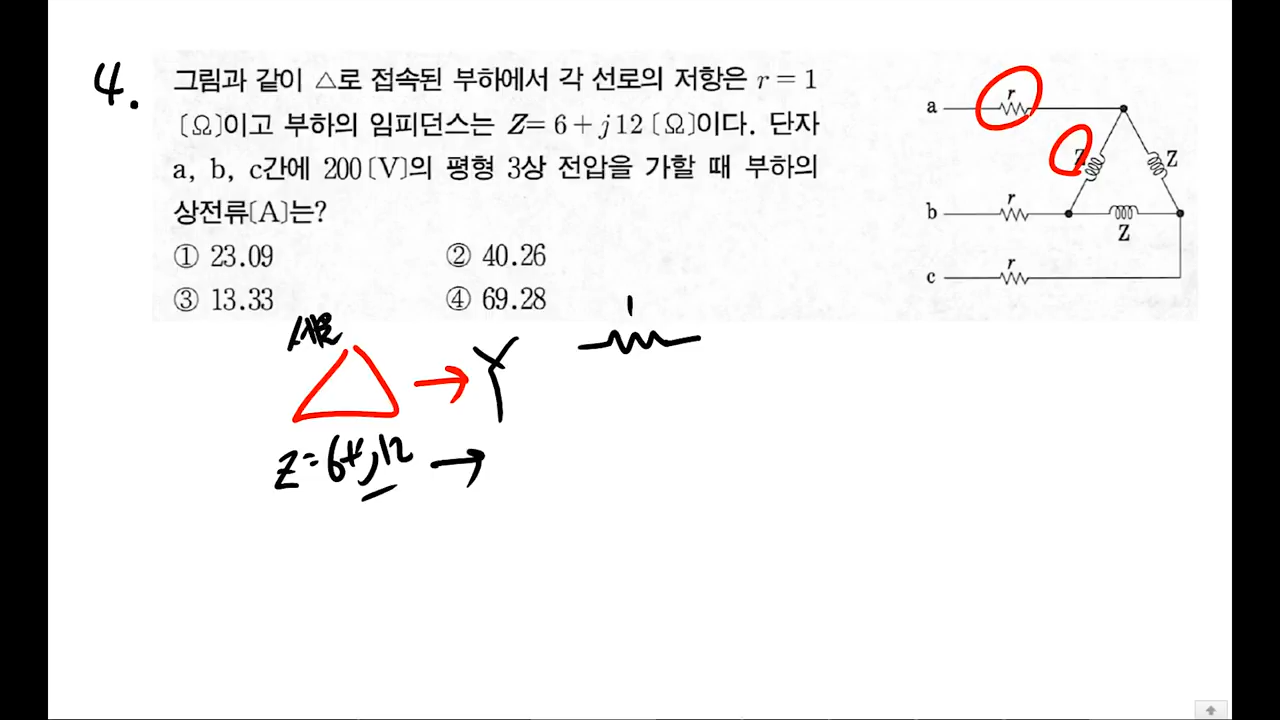 4.
그림과 같이 △로 접속된 부하에서 각 선로의 저항은 r = 1
[Ω]이고 부하의 임피던스는 Z = 6 + j12 [Ω]이다. 단자
a, b, c간에 200[V]의 평형 3상 전압을 가할 때 부하의
상전류[A]는?
① 23.09 ② 40.26
③ 13.33 ④ 69.28
a r
Z Z
b r
Z
c r
1
△ → Y
Z=6+j12 →